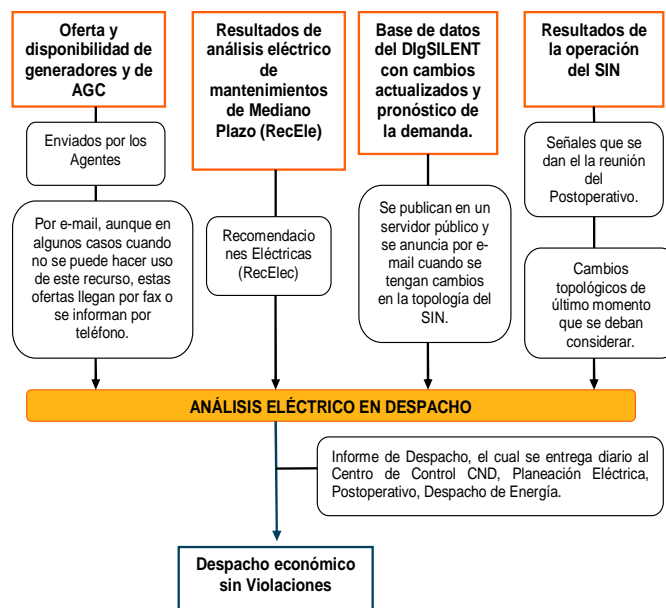 Oferta y
disponibilidad de
generadores y de
AGC
Enviados por los
Agentes
Por e-mail, aunque en
algunos casos cuando
no se puede hacer uso
de este recurso, estas
ofertas llegan por fax o
se informan por
teléfono.
Resultados de
análisis eléctrico
de
mantenimientos
de Mediano
Plazo (RecEle)
Recomendacio
nes Eléctricas
(RecElec)
Base de datos
del DIgSILENT
con cambios
actualizados y
pronóstico de
la demanda.
Se publican en un
servidor público y
se anuncia por e-
mail cuando se
tengan cambios
en la topología del
SIN.
Resultados de
la operación
del SIN
Señales que se
dan el la reunión
del
Postoperativo.
Cambios
topológicos de
último momento
que se deban
considerar.
ANÁLISIS ELÉCTRICO EN DESPACHO
Informe de Despacho, el cual se entrega diario al
Centro de Control CND, Planeación Eléctrica,
Postoperativo, Despacho de Energía.
Despacho económico
sin Violaciones